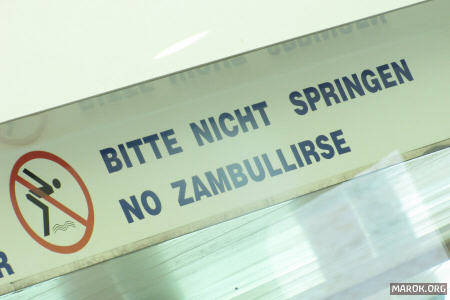 BITTE NICHT SPRINGEN
NO ZAMBULLIRSE
R
MAROK.ORG